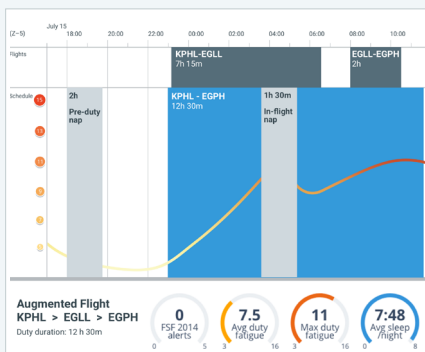 July 15
(Z-5) 18:00 20:00 22:00 00:00 02:00 04:00 06:00 08:00 10:00
KPHL-EGLL EGLL-EGPH
7h 15m 2h
Schedule 2h KPHL - EGPH 1h 30m
12h 30m
Pre-duty In-flight
nap nap
15
13
11
Augmented Flight
KPHL > EGLL > EGPH
Duty duration: 12 h 30m
0 7.5 11 7:48
FSF 2014 Avg duty Max duty Avg sleep
alerts fatigue fatigue /night
0 5 3 16 3 16 0 8